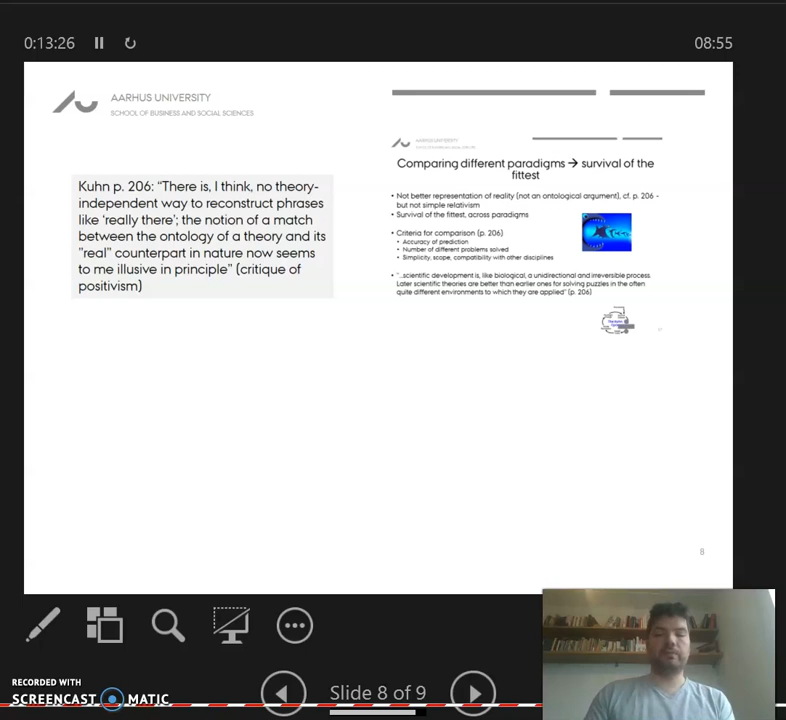 0:13:26
08:55
AARHUS UNIVERSITY
SCHOOL OF BUSINESS AND SOCIAL SCIENCES
Kuhn p. 206: “There is, I think, no theory-
independent way to reconstruct phrases
like ‘really there’; the notion of a match
between the ontology of a theory and its
"real" counterpart in nature now seems
to me illusive in principle” (critique of
positivism)
AARHUS UNIVERSITY
Comparing different paradigms → survival of the
fittest
• Not better representation of reality (not an ontological argument), cf. p. 206 -
but not simple relativism
• Survival of the fittest, across paradigms
• Criteria for comparison (p. 206)
• Accuracy of prediction
• Number of different problems solved
• Simplicity, scope, compatibility with other disciplines
• “...scientific development is, like biological, a unidirectional and irreversible process.
Later scientific theories are better than earlier ones for solving puzzles in the often
quite different environments to which they are applied” (p. 206)
8
RECORDED WITH
SCREENCAST MATIC
Slide 8 of 9